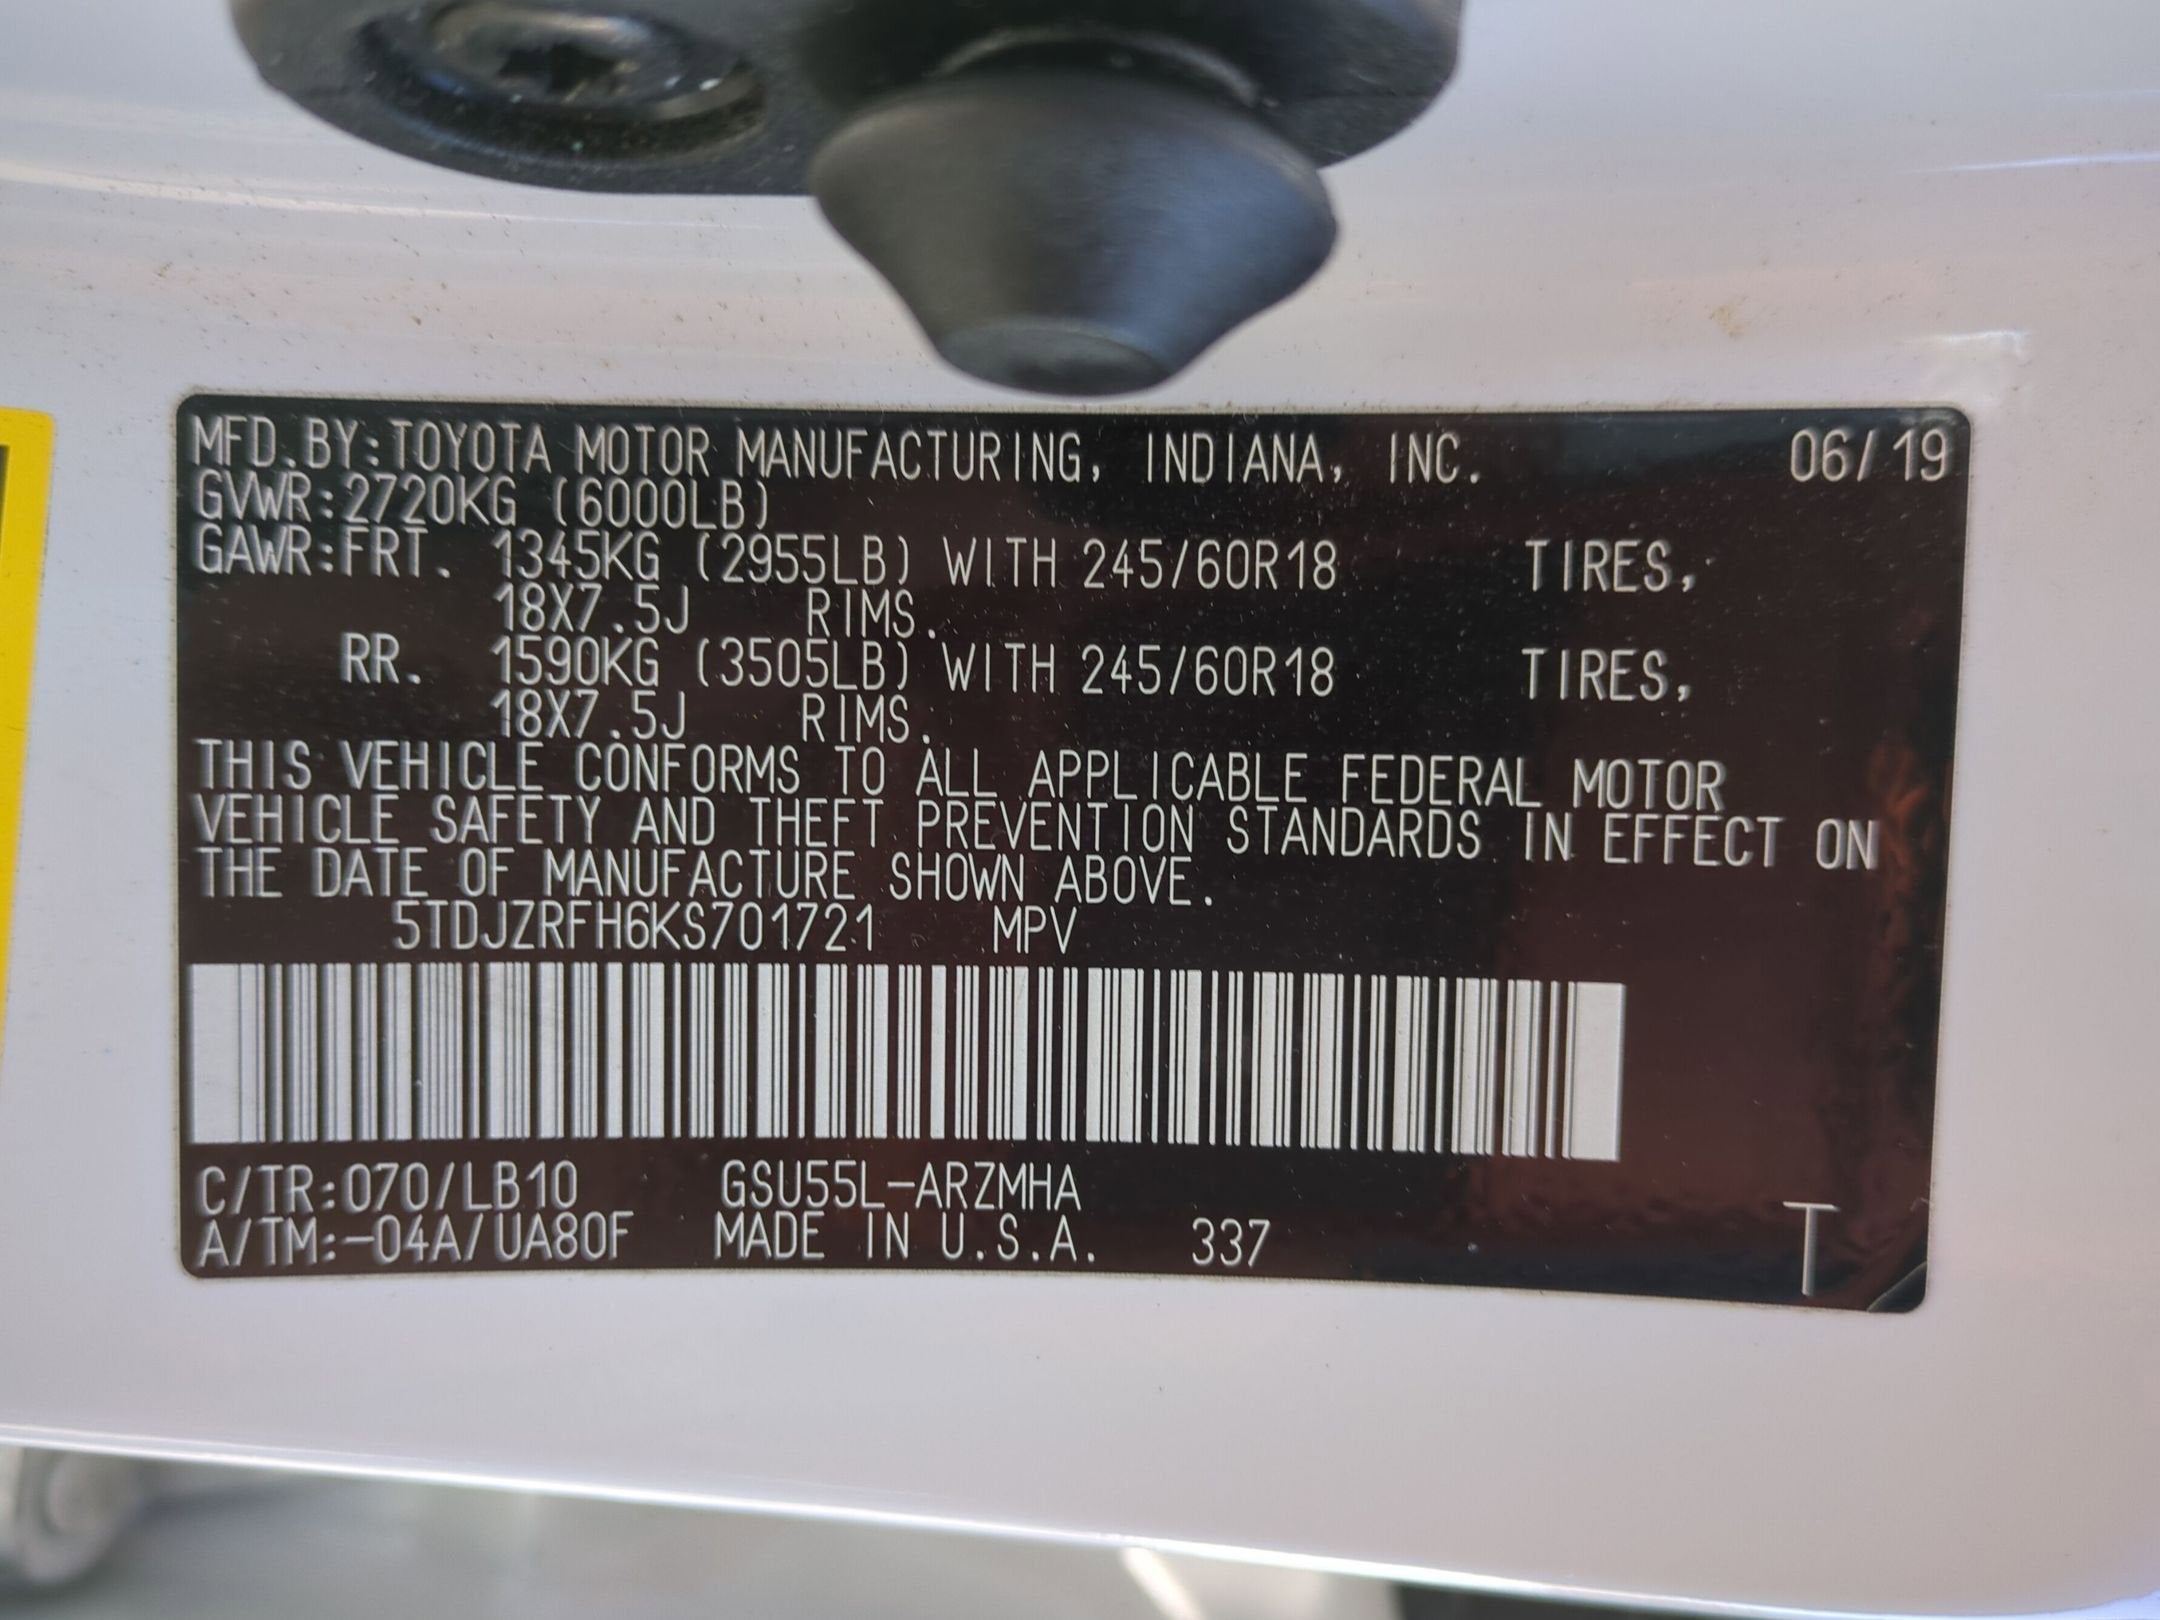 MFD.BY:TOYOTA MOTOR MANUFACTURING, INDIANA, INC. 06/19
GVWR:2720KG (6000LB)
GAWR:FRT. 1345KG (2955LB) WITH 245/60R18 TIRES,
18X7.5J RIMS.
RR. 1590KG (3505LB) WITH 245/60R18 TIRES,
18X7.5J RIMS.
THIS VEHICLE CONFORMS TO ALL APPLICABLE FEDERAL MOTOR
VEHICLE SAFETY AND THEFT PREVENTION STANDARDS IN EFFECT ON
THE DATE OF MANUFACTURE SHOWN ABOVE.
5TDJZRFH6KS701721 MPV
C/TR:070/LB10 GSU55L-ARZMHA
A/TM:-04A/UA80F MADE IN U.S.A. 337
T